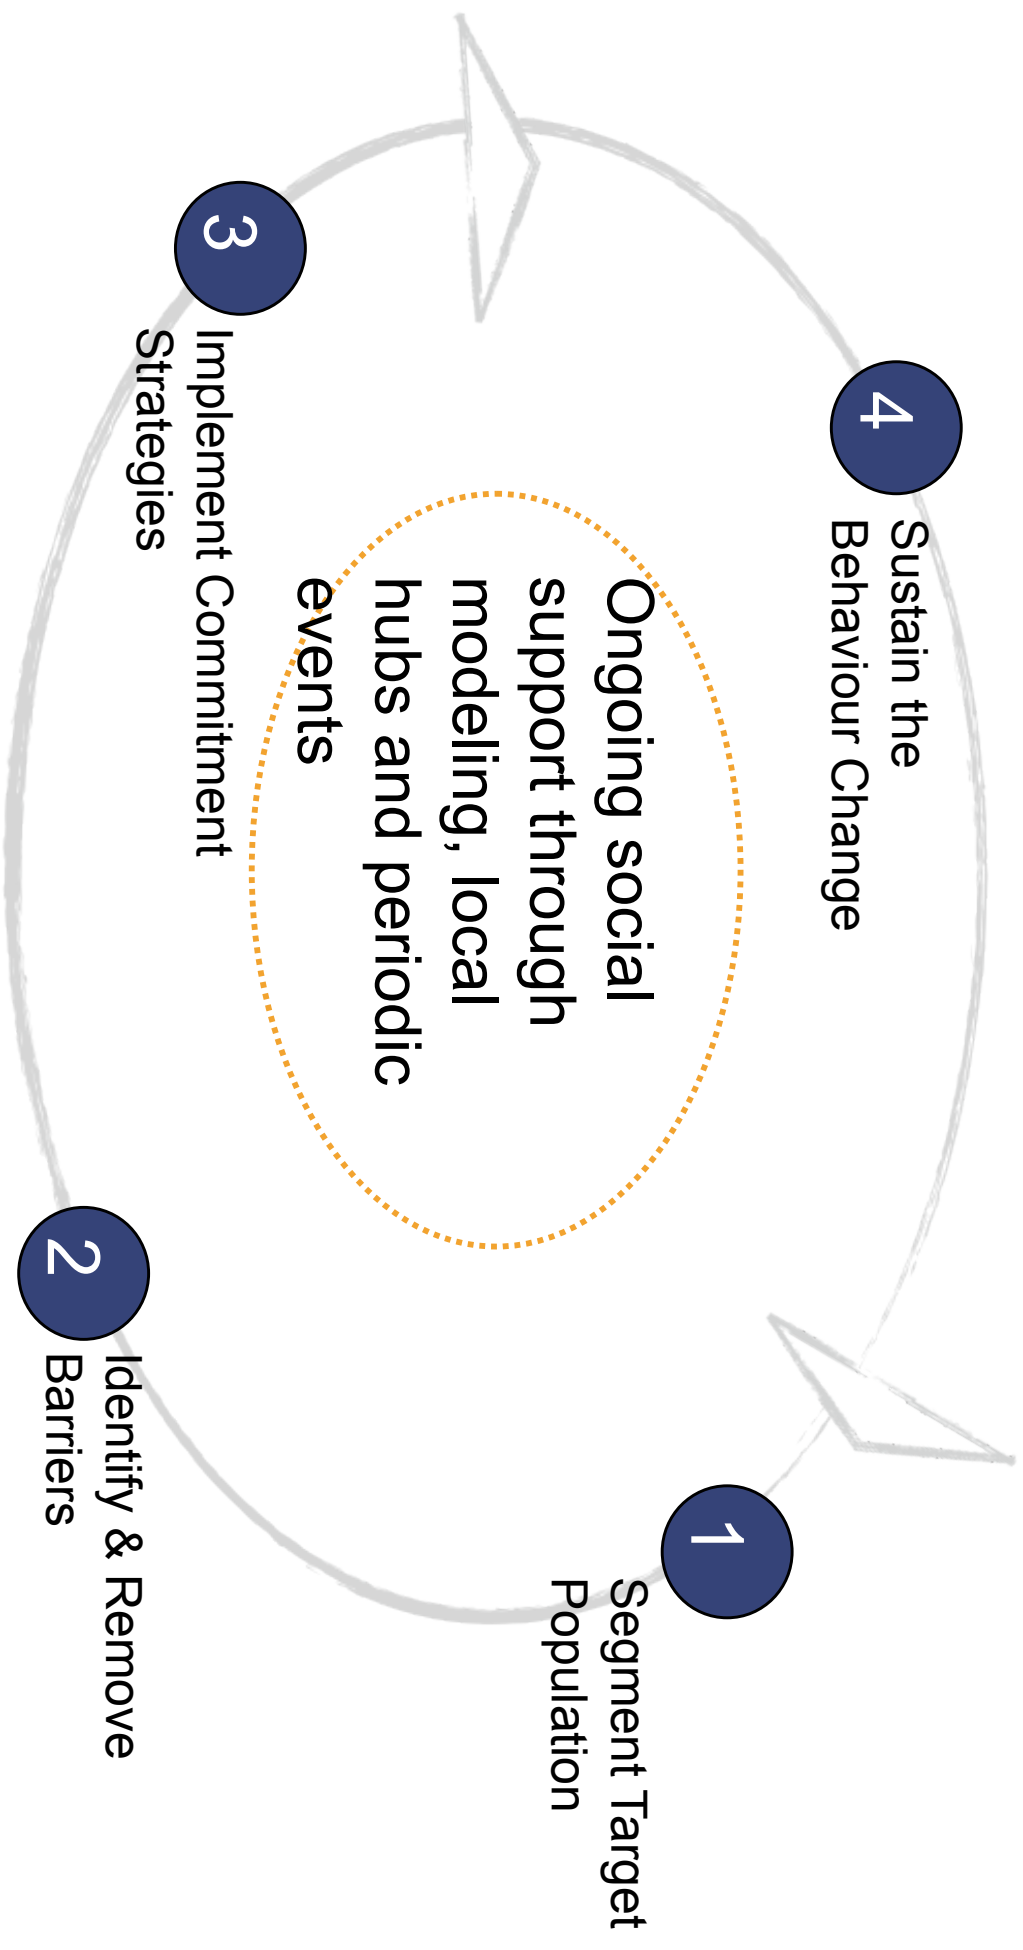 1
Segment Target
Population
2
Identify & Remove
Barriers
3
Implement Commitment
Strategies
4
Sustain the
Behaviour Change
Ongoing social
support through
modeling, local
hubs and periodic
events